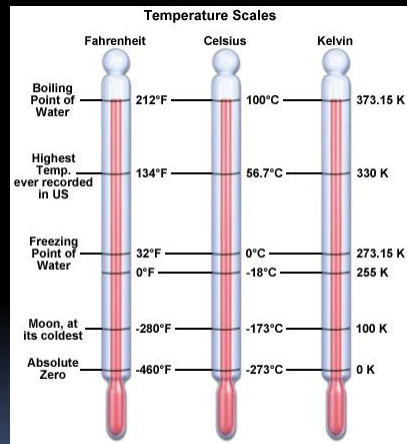 Temperature Scales
Fahrenheit Celsius Kelvin
Boiling
Point of
Water
212°F 100°C 373.15 K
Highest
Temp.
ever recorded
in US
134°F 56.7°C 330 K
Freezing
Point of
Water
32°F 0°C 273.15 K
0°F -18°C 255 K
Moon, at
its coldest
-280°F -173°C 100 K
Absolute
Zero
-460°F -273°C 0 K